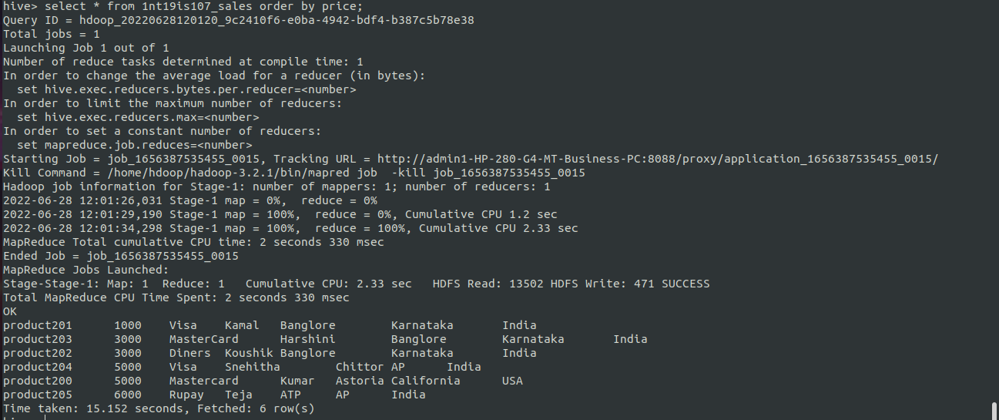 hive> select * from 1nt19is107_sales order by price;
Query ID = hdoop_20220628120120_9c2410f6-e0ba-4942-bdf4-b387c5b78e38
Total jobs = 1
Launching Job 1 out of 1
Number of reduce tasks determined at compile time: 1
In order to change the average load for a reducer (in bytes):
  set hive.exec.reducers.bytes.per.reducer=<number>
In order to limit the maximum number of reducers:
  set hive.exec.reducers.max=<number>
In order to set a constant number of reducers:
  set mapreduce.job.reduces=<number>
Starting Job = job_1656387535455_0015, Tracking URL = http://admin1-HP-280-G4-MT-Business-PC:8088/proxy/application_1656387535455_0015/
Kill Command = /home/hdoop/hadoop-3.2.1/bin/mapred job  -kill job_1656387535455_0015
Hadoop job information for Stage-1: number of mappers: 1; number of reducers: 1
2022-06-28 12:01:26,031 Stage-1 map = 0%,  reduce = 0%
2022-06-28 12:01:29,190 Stage-1 map = 100%,  reduce = 0%, Cumulative CPU 1.2 sec
2022-06-28 12:01:34,298 Stage-1 map = 100%,  reduce = 100%, Cumulative CPU 2.33 sec
MapReduce Total cumulative CPU time: 2 seconds 330 msec
Ended Job = job_1656387535455_0015
MapReduce Jobs Launched:
Stage-Stage-1: Map: 1  Reduce: 1   Cumulative CPU: 2.33 sec   HDFS Read: 13502 HDFS Write: 471 SUCCESS
Total MapReduce CPU Time Spent: 2 seconds 330 msec
OK
product201	1000	Visa	Kamal	Banglore	Karnataka	India
product203	3000	MasterCard	Harshini	Banglore	Karnataka	India
product202	3000	Diners	Koushik	Banglore	Karnataka	India
product204	5000	Visa	Snehitha	Chittor	AP	India
product200	5000	Mastercard	Kumar	Astoria	California	USA
product205	6000	Rupay	Teja	ATP	AP	India
Time taken: 15.152 seconds, Fetched: 6 row(s)